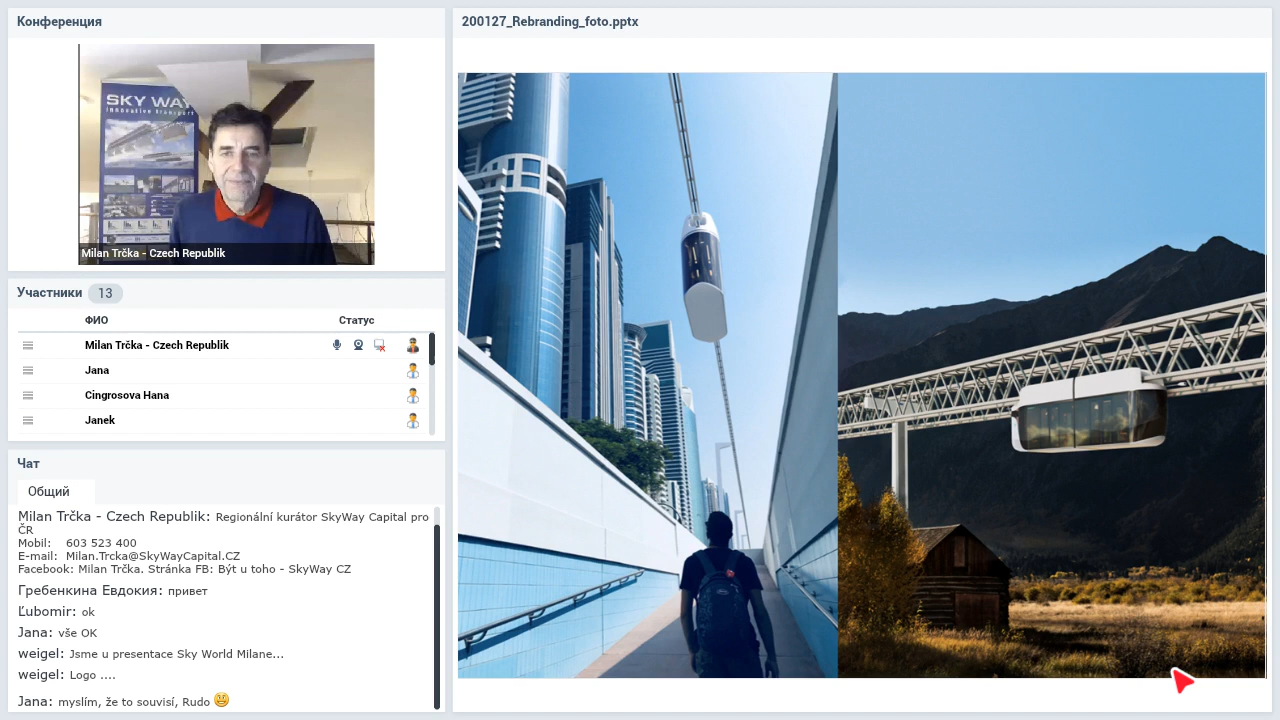 Конференция
SKY WAY
innovative transport
Milan Trčka - Czech Republik
Участники 13
ФИО Статус
Milan Trčka - Czech Republik
Jana
Cingrosova Hana
Janek
Чат
Общий
Milan Trčka - Czech Republik: Regionální kurátor SkyWay Capital pro
ČR
Mobil: 603 523 400
E-mail: Milan.Trcka@SkyWayCapital.CZ
Facebook: Milan Trčka. Stránka FB: Být u toho - SkyWay CZ
Гребенкина Евдокия: привет
Ľubomir: ok
Jana: vše OK
weigel: Jsme u presentace Sky World Milane...
weigel: Logo ....
Jana: myslím, že to souvisí, Rudo
200127_Rebranding_foto.pptx